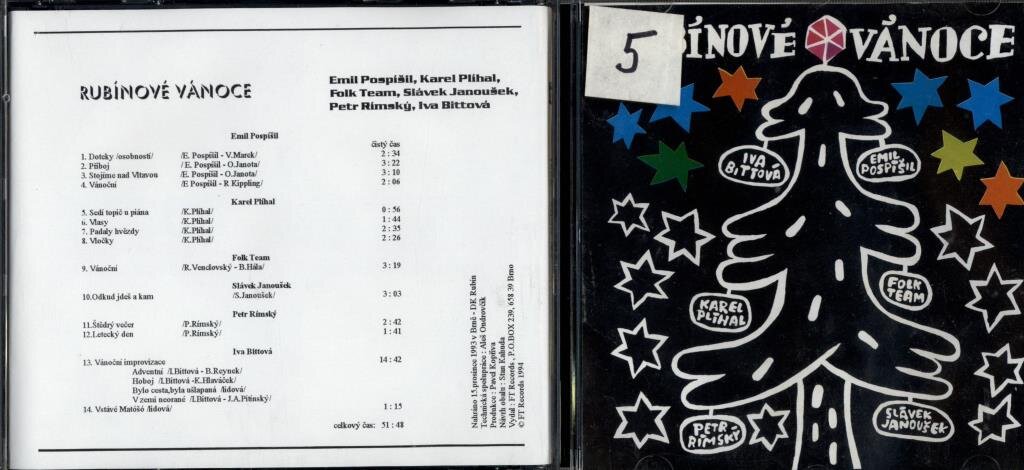 RUBÍNOVÉ VÁNOCE
Emil Pospíšil, Karel Plíhal,
Folk Team, Slávek Janoušek,
Petr Rímský, Iva Bittová
Emil Pospíšil
čistý čas
1. Doteky /osobností/ /E. Pospíšil - V.Marek/ 2 : 34
2. Příboj / E. Pospíšil - O.Janota/ 3 : 22
3. Stojíme nad Vltavou /E. Pospíšil - O.Janota/ 3 : 10
4. Vánoční /E Pospíšil - R Kippling/ 2 : 06
Karel Plíhal
5. Sedí topič u piána /K.Plíhal/ 0 : 56
6. Vlasy /K.Plíhal/ 1 : 44
7. Padaly hvězdy /K.Plíhal/ 2 : 35
8. Vločky /K.Plíhal/ 2 : 26
Folk Team
9. Vánoční /R.Venclovský - B.Hála/ 3 : 19
Slávek Janoušek
10.Odkud jdeš a kam /S.Janoušek/ 3 : 03
Petr Rímský
11.Štědrý večer /P.Rímský/ 2 : 42
12.Letecký den /P.Rímský/ 1 : 41
Iva Bittová
13. Vánoční improvizace 14 : 42
Adventní /I.Bittová - B.Reynek/
Hoboj /I.Bittová -K.Hlaváček/
Bylo cesta,byla ušlapaná /lidová/
V zemi neorané /I.Bittová - J.A.Pitínský/
14. Vstávé Matóšó /lidová/ 1 : 15
celkový čas: 51 : 48
Nahráno 15.prosince 1993 v Brně - DK Rubín
Technická spolupráce : Aleš Ondrovčík
Produkce : Pavel Kopřiva
Návrh obalu : Stan Kahuda
Vydal : FT Records , P.O.BOX 239, 658 39 Brno
© FT Records 1994
5
ÍNOVÉ VÁNOCE
IVA
BITTOVÁ
EMIL
POSPÍŠIL
KAREL
PLÍHAL
FOLK
TEAM
PETR
RÍMSKÝ
SLÁVEK
JANOUŠEK